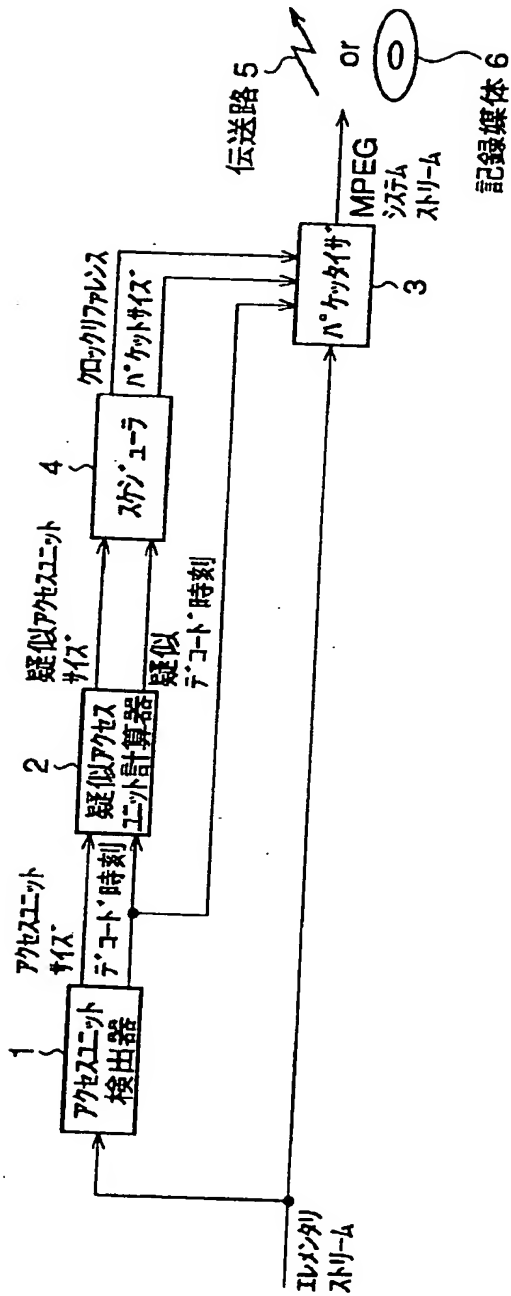 エレメンタリ
ストリーム
1
アクセスユニット
検出器
アクセスユニット
サイズ
デコード時刻
2
疑似アクセス
ユニット計算器
疑似アクセスユニット
サイズ
疑似
デコード時刻
4
スケジューラ
クロックリファレンス
パケットサイズ
パケッタイザ
3
MPEG
システム
ストリーム
伝送路 5
or
記録媒体 6